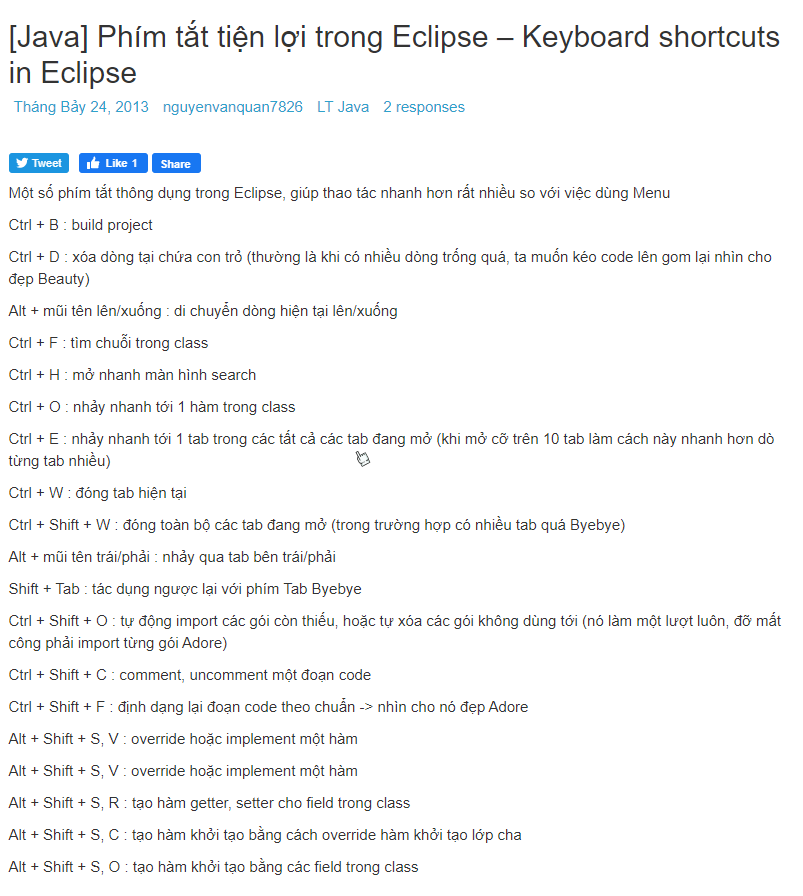 [Java] Phím tắt tiện lợi trong Eclipse – Keyboard shortcuts
in Eclipse
Tháng Bảy 24, 2013 nguyenvanquan7826 LT Java 2 responses
Tweet Like 1 Share
Một số phím tắt thông dụng trong Eclipse, giúp thao tác nhanh hơn rất nhiều so với việc dùng Menu
Ctrl + B : build project
Ctrl + D : xóa dòng tại chứa con trỏ (thường là khi có nhiều dòng trống quá, ta muốn kéo code lên gom lại nhìn cho
đẹp Beauty)
Alt + mũi tên lên/xuống : di chuyển dòng hiện tại lên/xuống
Ctrl + F : tìm chuỗi trong class
Ctrl + H : mở nhanh màn hình search
Ctrl + O : nhảy nhanh tới 1 hàm trong class
Ctrl + E : nhảy nhanh tới 1 tab trong các tất cả các tab đang mở (khi mở cỡ trên 10 tab làm cách này nhanh hơn dò
từng tab nhiều)
Ctrl + W : đóng tab hiện tại
Ctrl + Shift + W : đóng toàn bộ các tab đang mở (trong trường hợp có nhiều tab quá Byebye)
Alt + mũi tên trái/phải : nhảy qua tab bên trái/phải
Shift + Tab : tác dụng ngược lại với phím Tab Byebye
Ctrl + Shift + O : tự động import các gói còn thiếu, hoặc tự xóa các gói không dùng tới (nó làm một lượt luôn, đỡ mất
công phải import từng gói Adore)
Ctrl + Shift + C : comment, uncomment một đoạn code
Ctrl + Shift + F : định dạng lại đoạn code theo chuẩn -> nhìn cho nó đẹp Adore
Alt + Shift + S, V : override hoặc implement một hàm
Alt + Shift + S, V : override hoặc implement một hàm
Alt + Shift + S, R : tạo hàm getter, setter cho field trong class
Alt + Shift + S, C : tạo hàm khởi tạo bằng cách override hàm khởi tạo lớp cha
Alt + Shift + S, O : tạo hàm khởi tạo bằng các field trong class